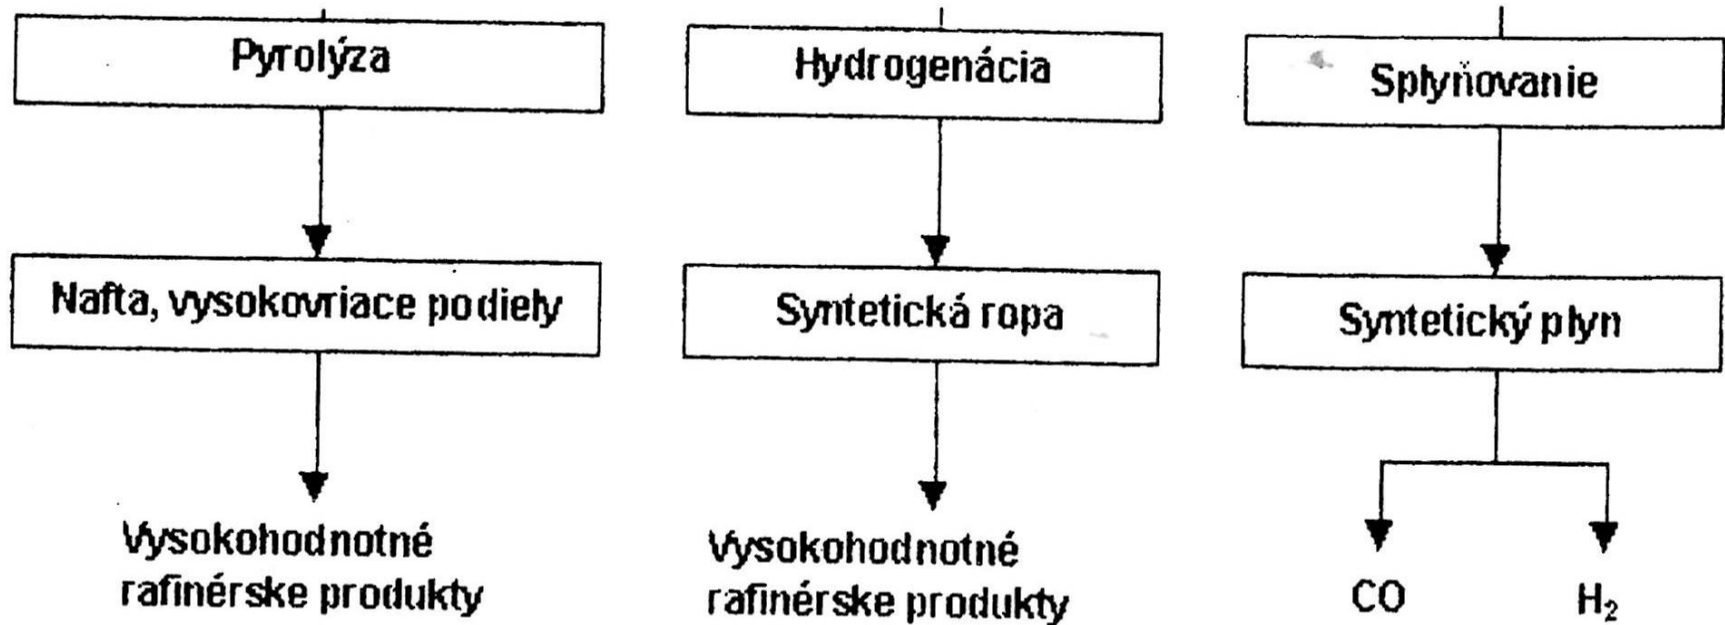 Pyrolýza
Hydrogenácia
Splyňovanie
Nafta, vysokovriace podiely
Syntetická ropa
Syntetický plyn
Vysokohodnotné
rafinérske produkty
Vysokohodnotné
rafinérske produkty
CO
H₂